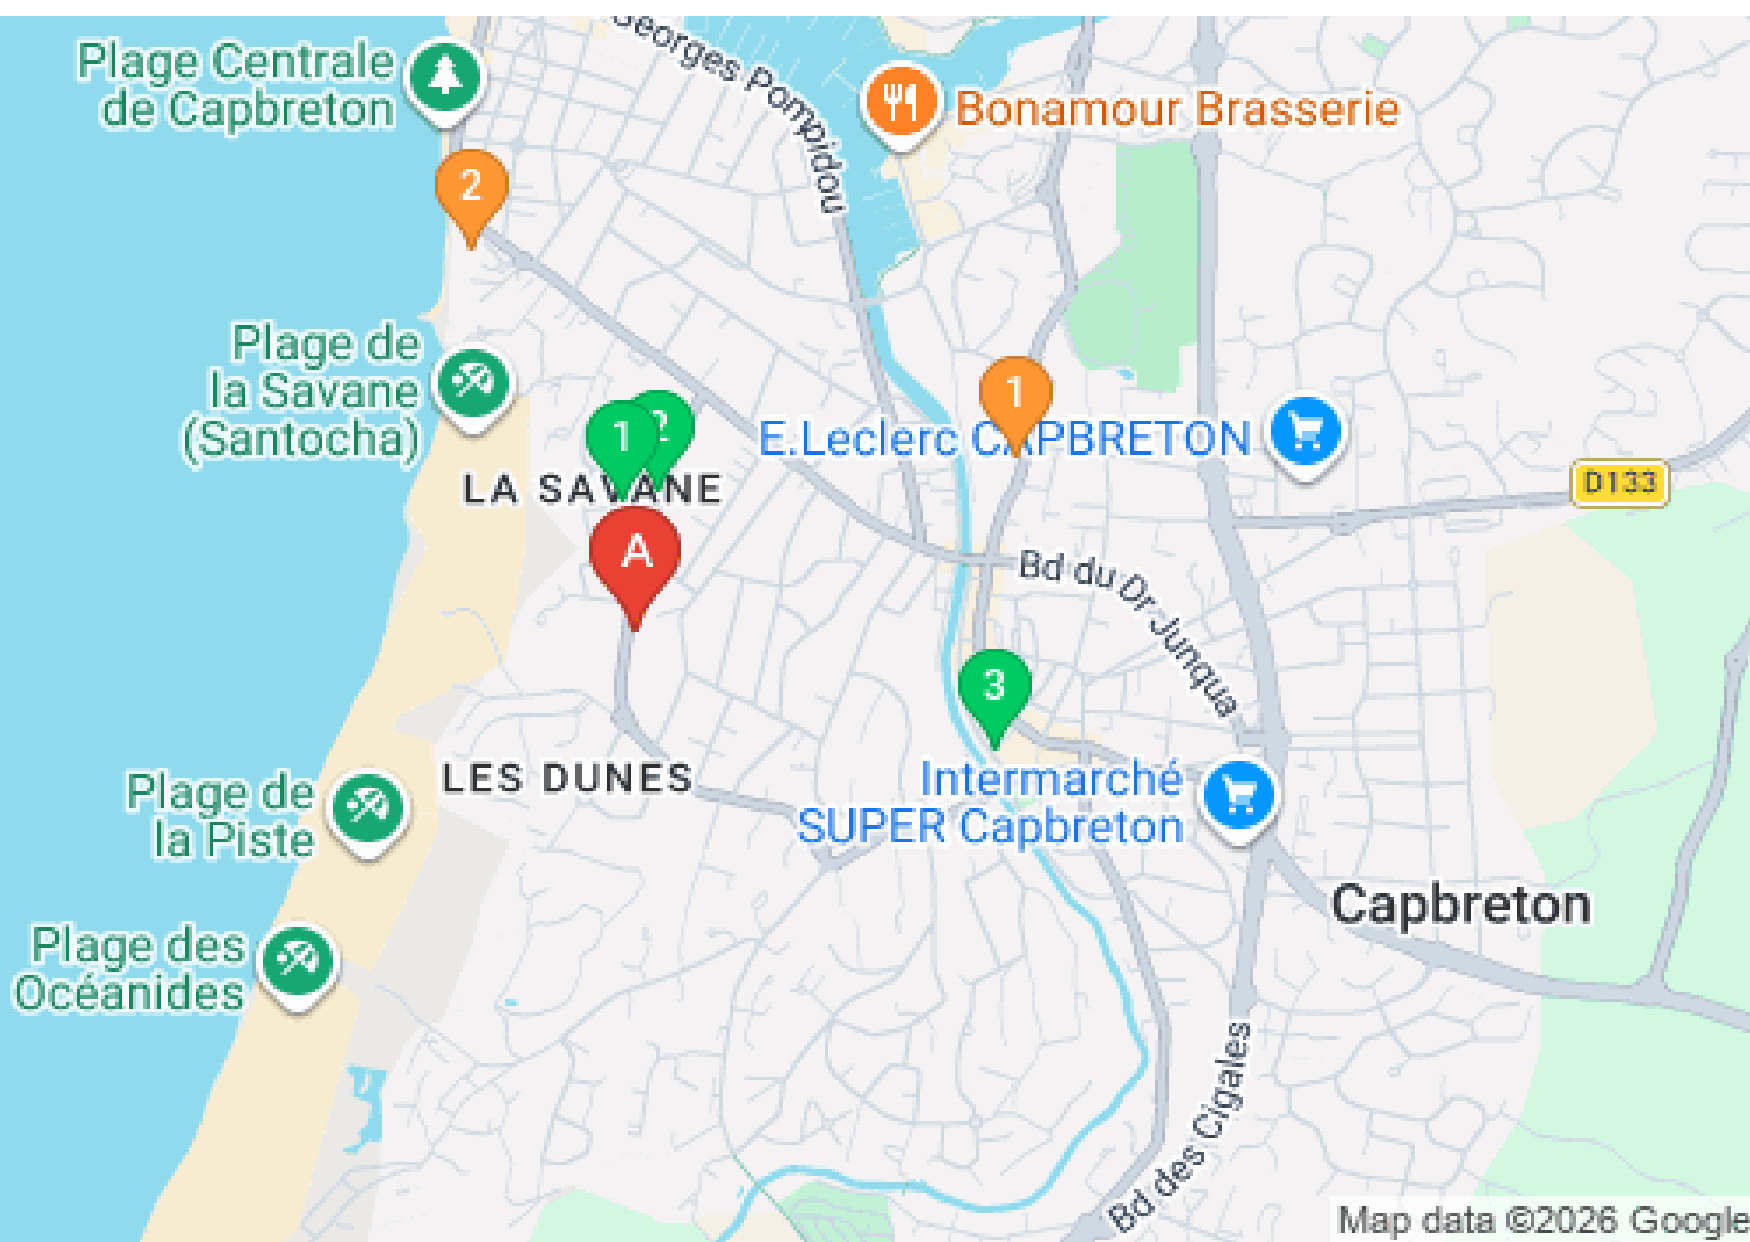 Georges Pompidou
Plage Centrale
de Capbreton
Bonamour Brasserie
2
Plage de
la Savane
(Santocha)
1
2
1
E.Leclerc CAPBRETON
LA SAVANE
D133
A
Bd du Dr Junqua
3
LES DUNES
Intermarché
SUPER Capbreton
Plage de
la Piste
Capbreton
Plage des
Océanides
Bd des Cigales
Map data ©2026 Google